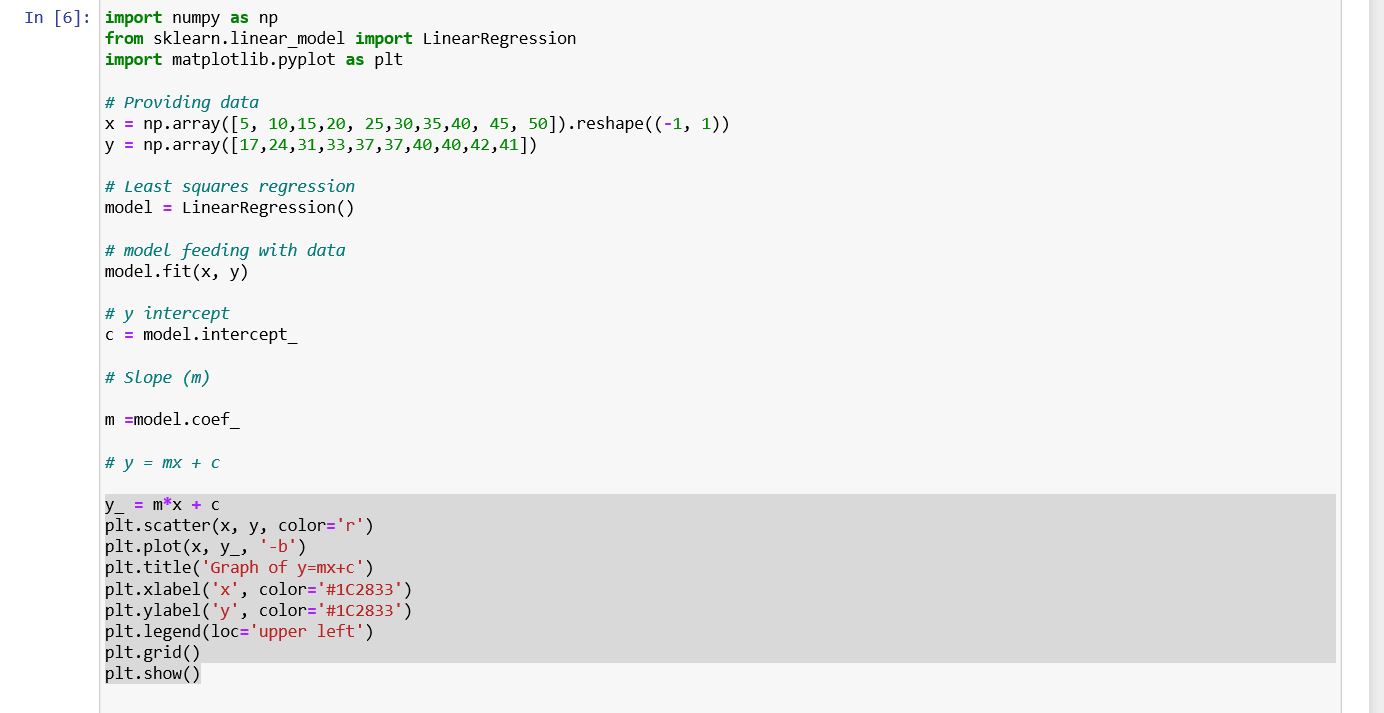 In [6]: import numpy as np
from sklearn.linear_model import LinearRegression
import matplotlib.pyplot as plt
# Providing data
x = np.array([5, 10,15,20, 25,30,35,40, 45, 50]).reshape((-1, 1))
y = np.array([17,24,31,33,37,37,40,40,42,41])
# Least squares regression
model = LinearRegression()
# model feeding with data
model.fit(x, y)
# y intercept
c = model.intercept_
# Slope (m)
m =model.coef_
# y = mx + c
y_ = m*x + c
plt.scatter(x, y, color='r')
plt.plot(x, y_, '-b')
plt.title('Graph of y=mx+c')
plt.xlabel('x', color='#1C2833')
plt.ylabel('y', color='#1C2833')
plt.legend(loc='upper left')
plt.grid()
plt.show()